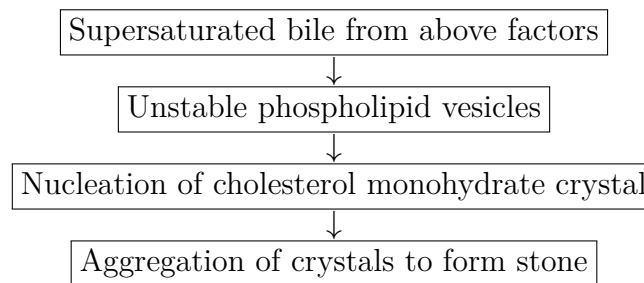 Supersaturated bile from above factors
Unstable phospholipid vesicles
Nucleation of cholesterol monohydrate crystal
Aggregation of crystals to form stone